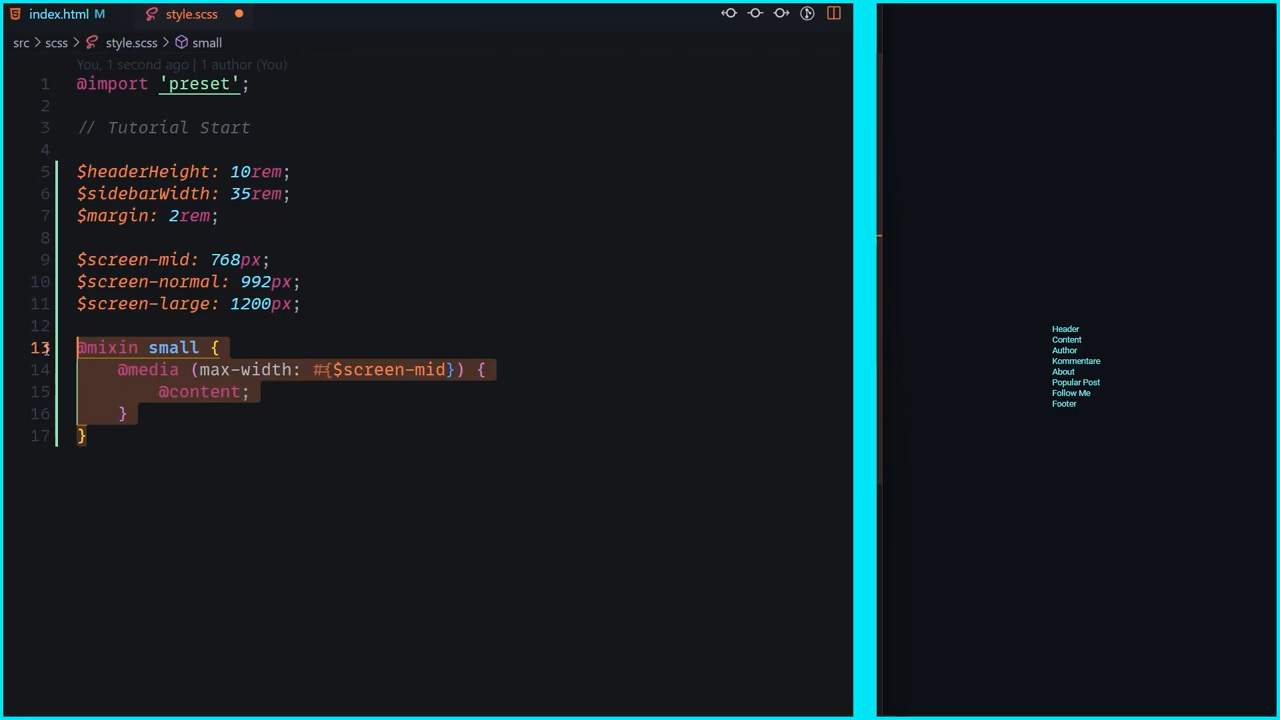 index.html M
style.scss
src > scss > style.scss > small
You, 1 second ago | 1 author (You)
1 @import 'preset';
2
3 // Tutorial Start
4
5 $headerHeight: 10rem;
6 $sidebarWidth: 35rem;
7 $margin: 2rem;
8
9 $screen-mid: 768px;
10 $screen-normal: 992px;
11 $screen-large: 1200px;
12
13 @mixin small {
14 @media (max-width: #{$screen-mid}) {
15 @content;
16 }
17 }
Header
Content
Author
Kommentare
About
Popular Post
Follow Me
Footer